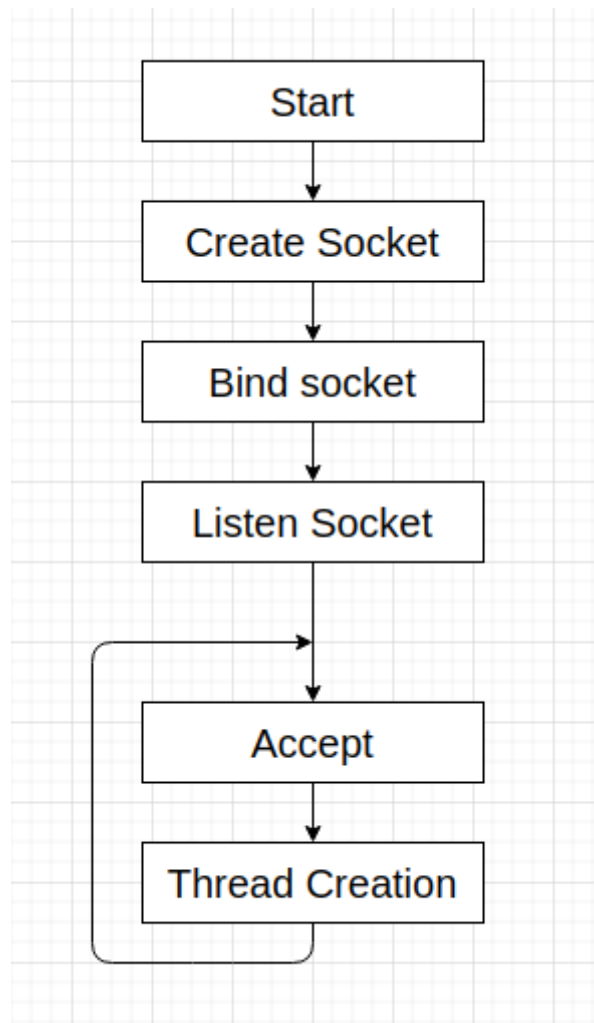 Start
Create Socket
Bind socket
Listen Socket
Accept
Thread Creation